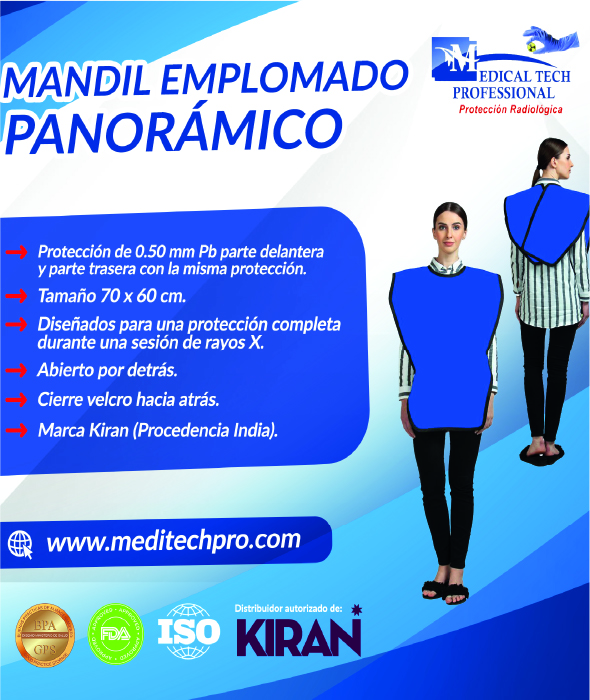 MANDIL EMPLOMADO
PANORÁMICO
MEDICAL TECH
PROFESSIONAL
Protección Radiológica
Protección de 0.50 mm Pb parte delantera
y parte trasera con la misma protección.
Tamaño 70 x 60 cm.
Diseñados para una protección completa
durante una sesión de rayos X.
Abierto por detrás.
Cierre velcro hacia atrás.
Marca Kiran (Procedencia India).
www.meditechpro.com
BPA
GPS
FDA
ISO
Distribuidor autorizado de:
KIRAN